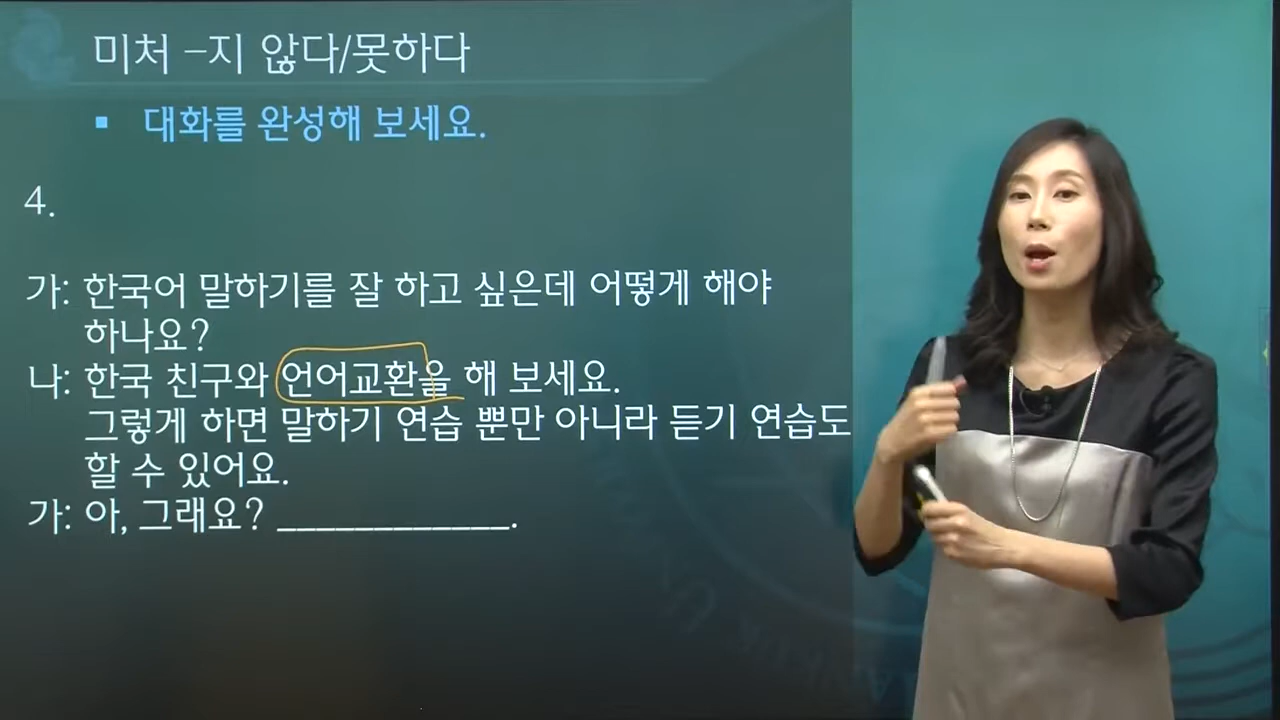 미처 –지 않다/못하다
▪ 대화를 완성해 보세요.
4.
가: 한국어 말하기를 잘 하고 싶은데 어떻게 해야
하나요?
나: 한국 친구와 언어교환을 해 보세요.
그렇게 하면 말하기 연습 뿐만 아니라 듣기 연습도
할 수 있어요.
가: 아, 그래요? ____________.